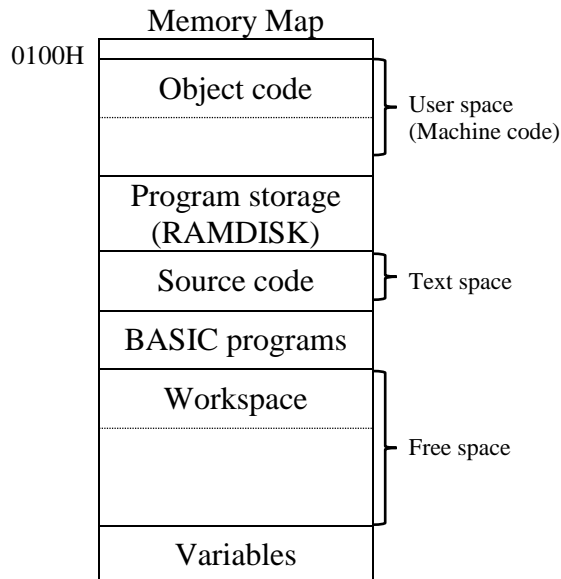 Memory Map
0100H
Object code
User space
(Machine code)
Program storage
(RAMDISK)
Source code
Text space
BASIC programs
Workspace
Free space
Variables